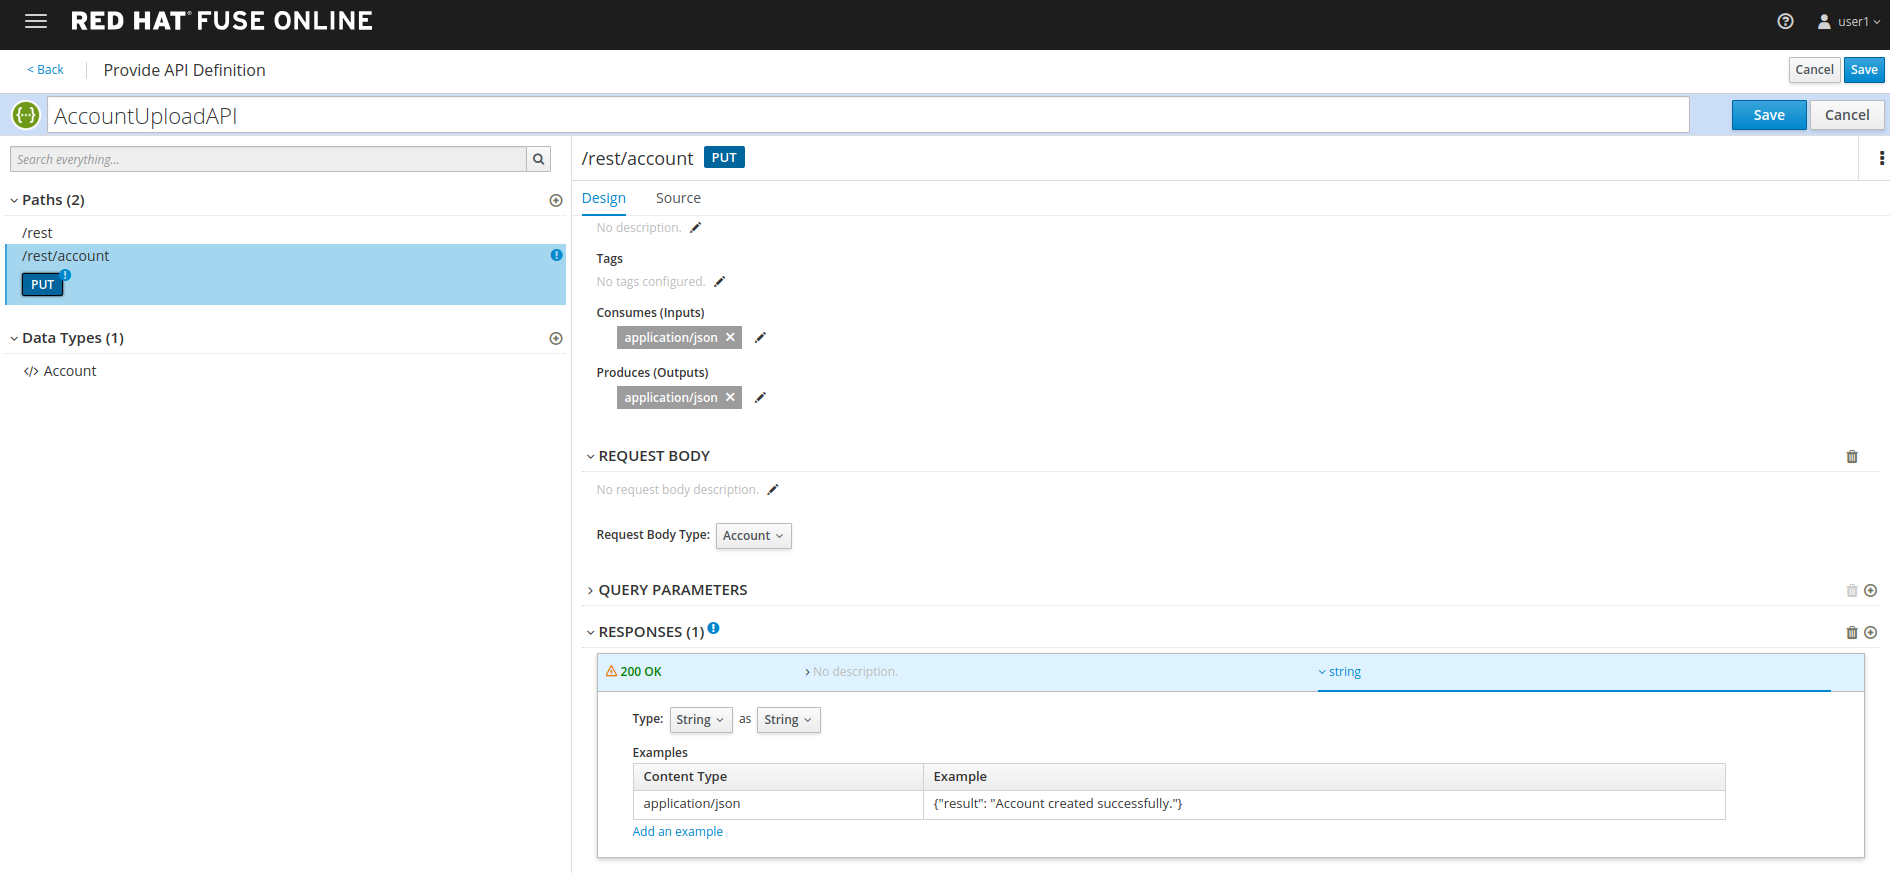 RED HAT® FUSE ONLINE
user1
< Back
Provide API Definition
Cancel
Save
AccountUploadAPI
Save
Cancel
Search everything...
Paths (2)
/rest
/rest/account
PUT
Data Types (1)
</> Account
/rest/account PUT
Design
Source
No description.
Tags
No tags configured.
Consumes (Inputs)
application/json
Produces (Outputs)
application/json
REQUEST BODY
No request body description.
Request Body Type: Account
QUERY PARAMETERS
RESPONSES (1)
200 OK
No description.
string
Type: String as String
Examples
Content Type
Example
application/json
{"result": "Account created successfully."}
Add an example